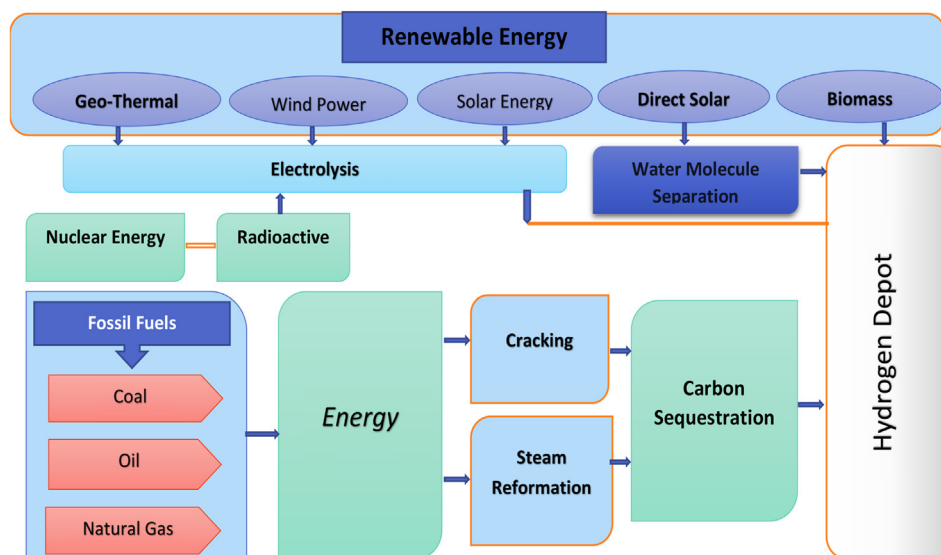 Renewable Energy
Geo-Thermal
Wind Power
Solar Energy
Direct Solar
Biomass
Electrolysis
Water Molecule
Separation
Nuclear Energy
Radioactive
Fossil Fuels
Coal
Oil
Natural Gas
Energy
Cracking
Steam
Reformation
Carbon
Sequestration
Hydrogen Depot